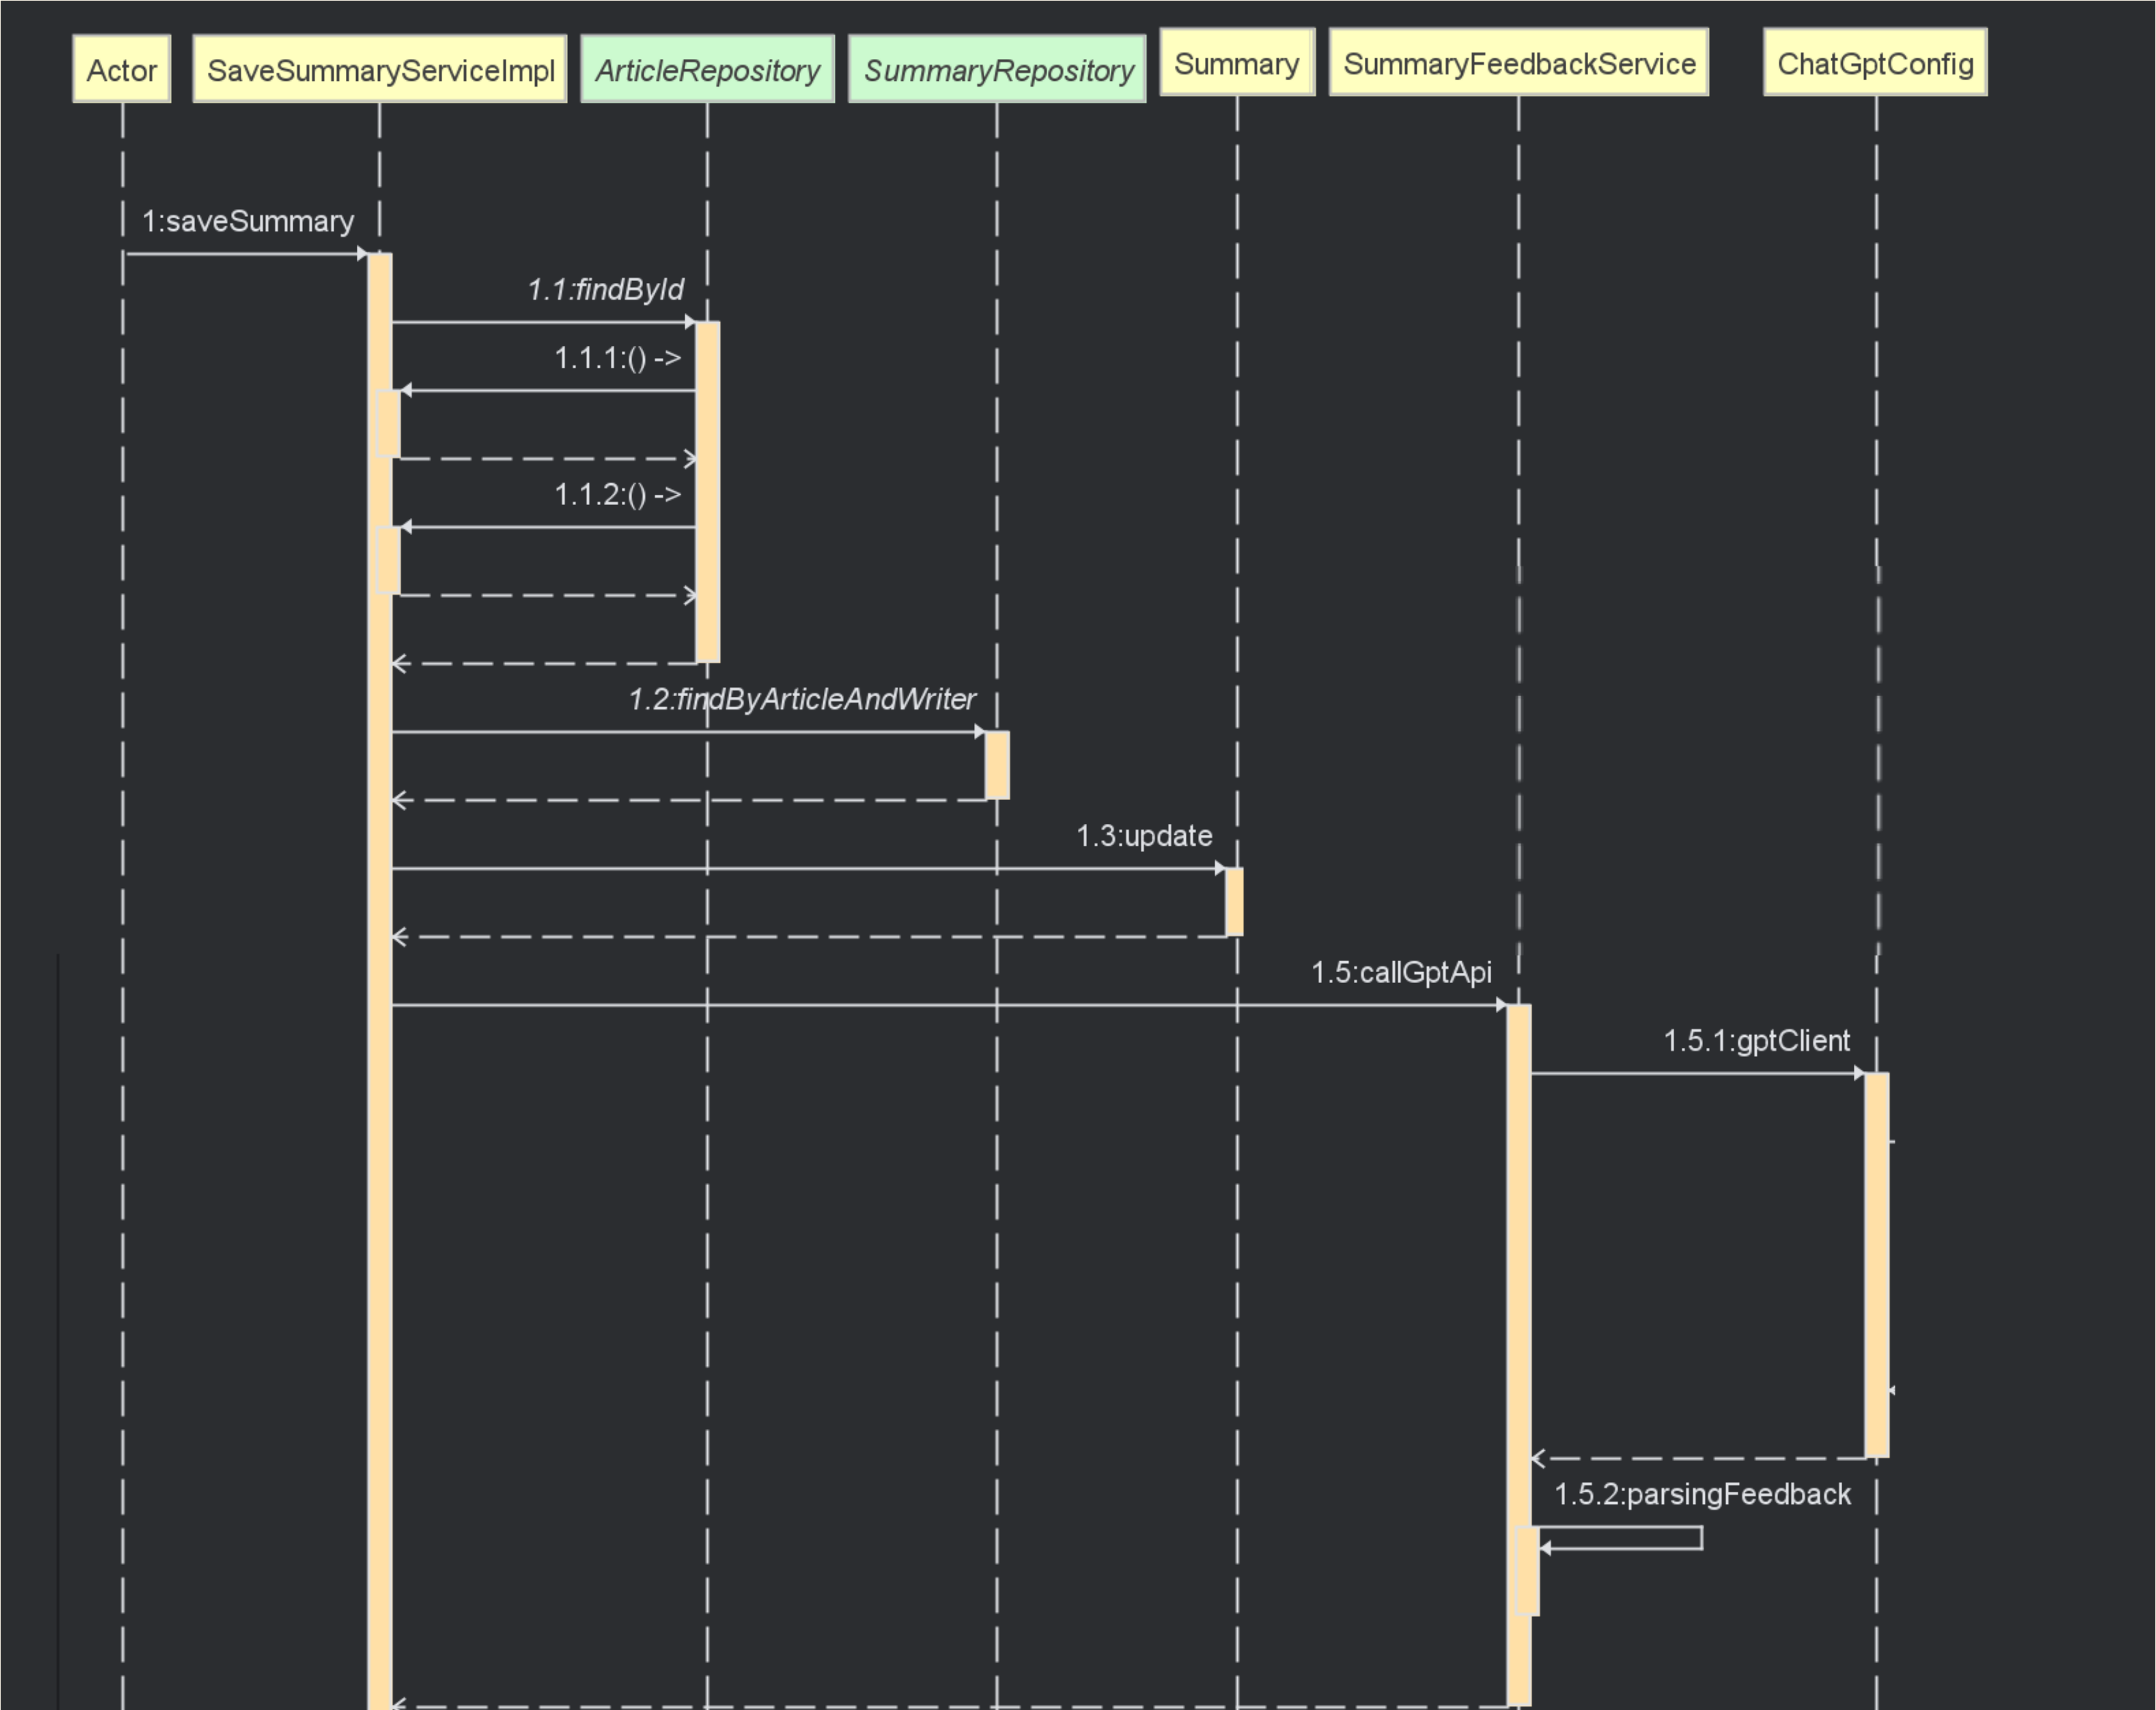 Actor
SaveSummaryServiceImpl
ArticleRepository
SummaryRepository
Summary
SummaryFeedbackService
ChatGptConfig
1:saveSummary
1.1:findById
1.1.1:() ->
1.1.2:() ->
1.2:findByArticleAndWriter
1.3:update
1.5:callGptApi
1.5.1:gptClient
1.5.2:parsingFeedback